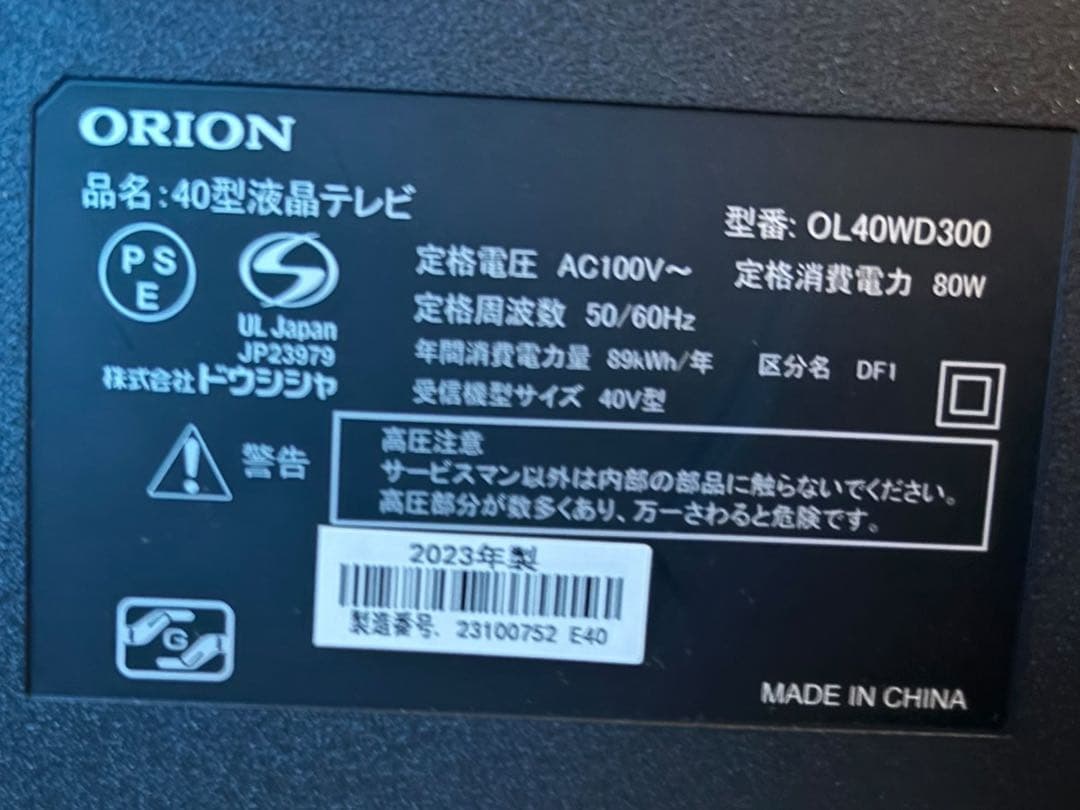 ORION
品名:40型液晶テレビ
型番: OL40WD300
PS
E
UL Japan
JP23979
株式会社ドウシシャ
定格電圧 AC100V～
定格消費電力 80W
定格周波数 50/60Hz
年間消費電力量 89kWh/年
区分名 DF1
受信機型サイズ 40V型
警告
高圧注意
サービスマン以外は内部の部品に触らないでください。
高圧部分が数多くあり、万一さわると危険です。
2023年製
製造番号. 23100752 E40
G
MADE IN CHINA